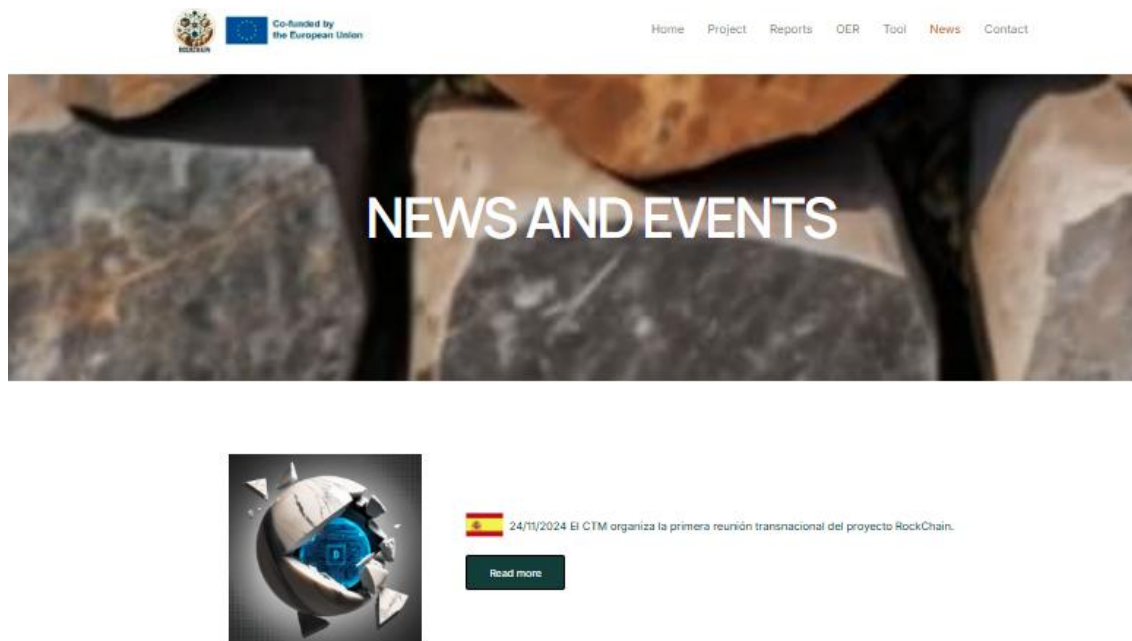 ROCKCHAIN
Co-funded by
the European Union
Home Project Reports OER Tool News Contact
NEWS AND EVENTS
24/11/2024 El CTM organiza la primera reunión transnacional del proyecto RockChain.
Read more